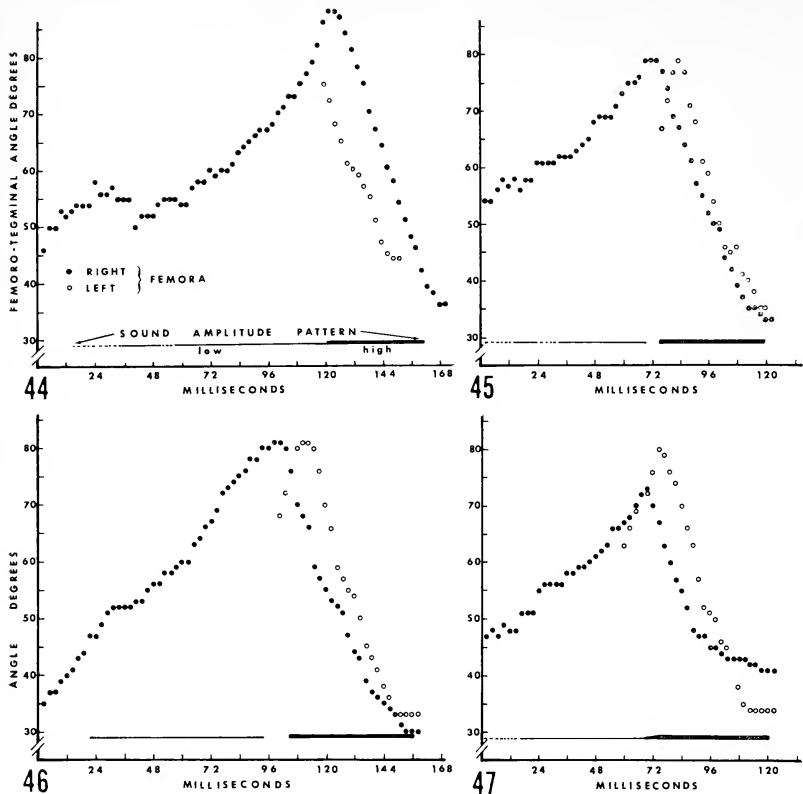 FEMORO-TEGMINAL ANGLE DEGREES
80
70
60
50
40
30
● RIGHT } FEMORA
○ LEFT
SOUND AMPLITUDE PATTERN
low high
24 48 72 96 120 144 168
MILLISECONDS
44
80
70
60
50
40
30
24 48 72 96 120
MILLISECONDS
45
ANGLE DEGREES
80
70
60
50
40
30
24 48 72 96 120 144 168
MILLISECONDS
46
80
70
60
50
40
30
24 48 72 96 120
MILLISECONDS
47